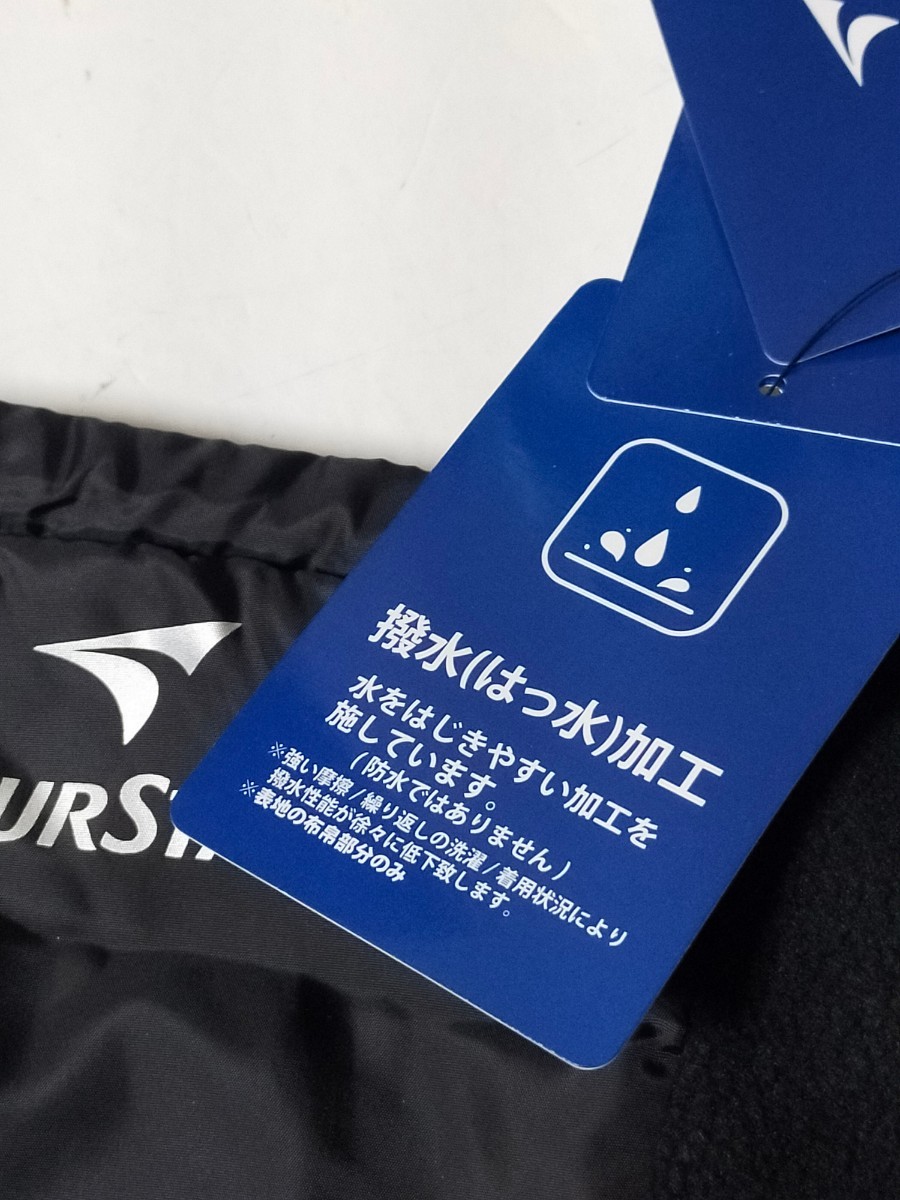 撥水(はっ水)加工
水をはじきやすい加工を
施しています。
(防水ではありません)
※強い摩擦/繰り返しの洗濯/着用状況により
撥水性能が徐々に低下致します。
※表地の布帛部分のみ